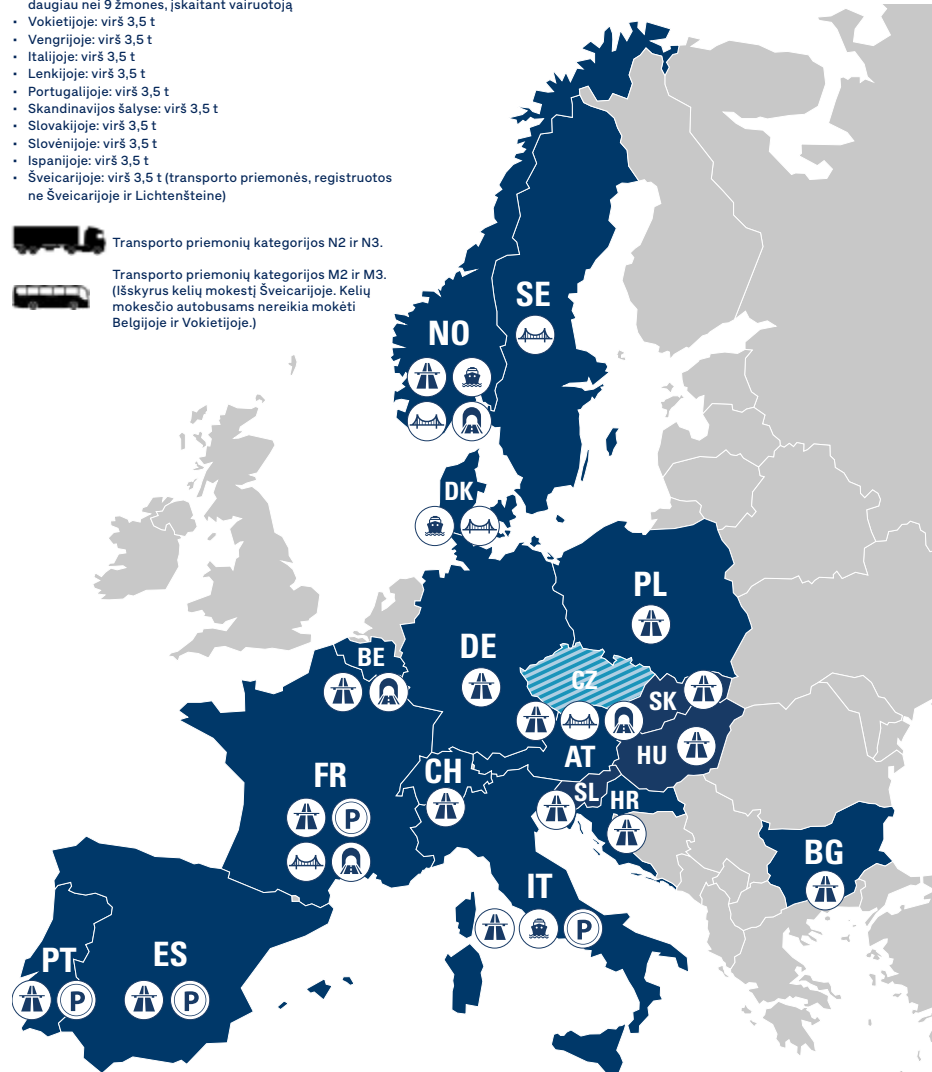 daugiau nei 9 žmones, įskaitant vairuotoją
• Vokietijoje: virš 3,5 t
• Vengrijoje: virš 3,5 t
• Italijoje: virš 3,5 t
• Lenkijoje: virš 3,5 t
• Portugalijoje: virš 3,5 t
• Skandinavijos šalyse: virš 3,5 t
• Slovakijoje: virš 3,5 t
• Slovėnijoje: virš 3,5 t
• Ispanijoje: virš 3,5 t
• Šveicarijoje: virš 3,5 t (transporto priemonės, registruotos
ne Šveicarijoje ir Lichtenšteine)
Transporto priemonių kategorijos N2 ir N3.
Transporto priemonių kategorijos M2 ir M3.
(Išskyrus kelių mokestį Šveicarijoje. Kelių
mokesčio autobusams nereikia mokėti
Belgijoje ir Vokietijoje.)
SE
NO
DK
PL
DE
BE
CZ
SK
AT
HU
CH
FR
SL
HR
P
BG
IT
P
PT
ES
P
P